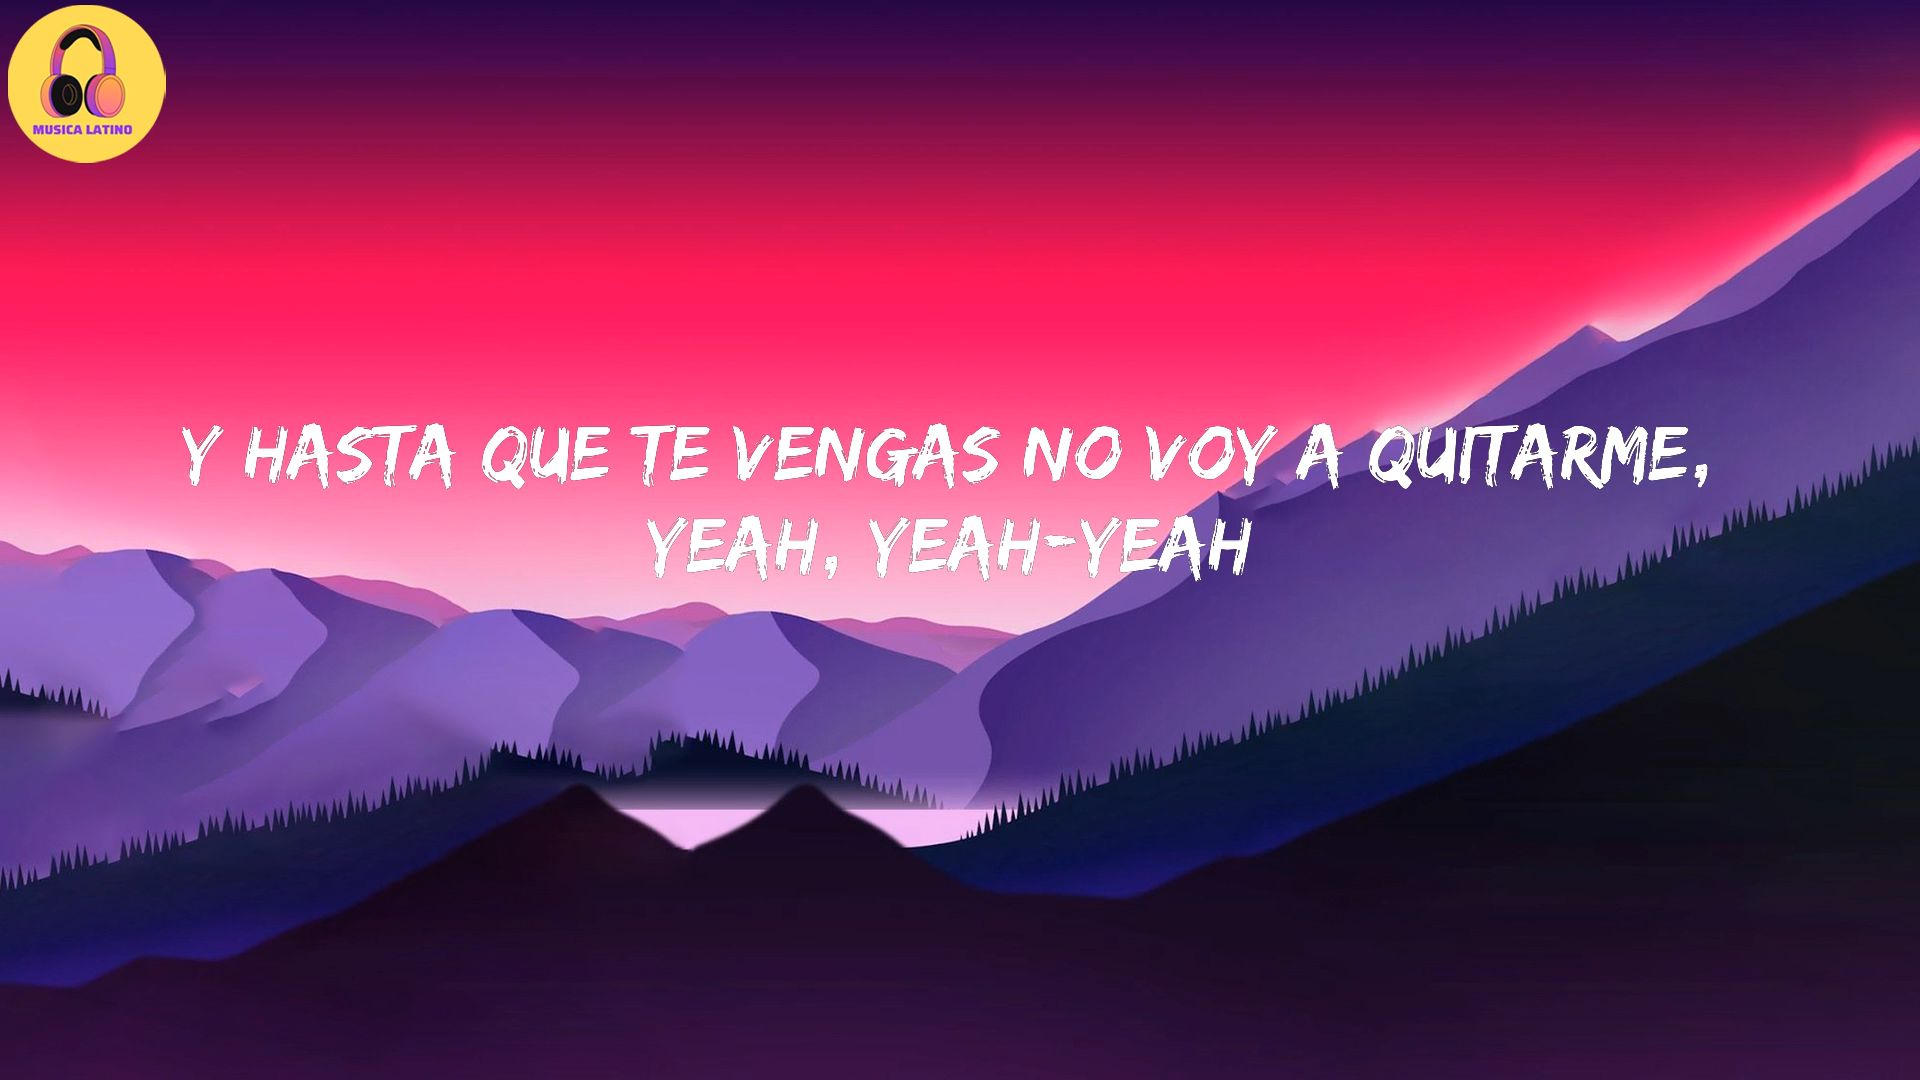 MUSICA LATINO
Y HASTA QUE TE VENGAS NO VOY A QUITARME,
YEAH, YEAH-YEAH